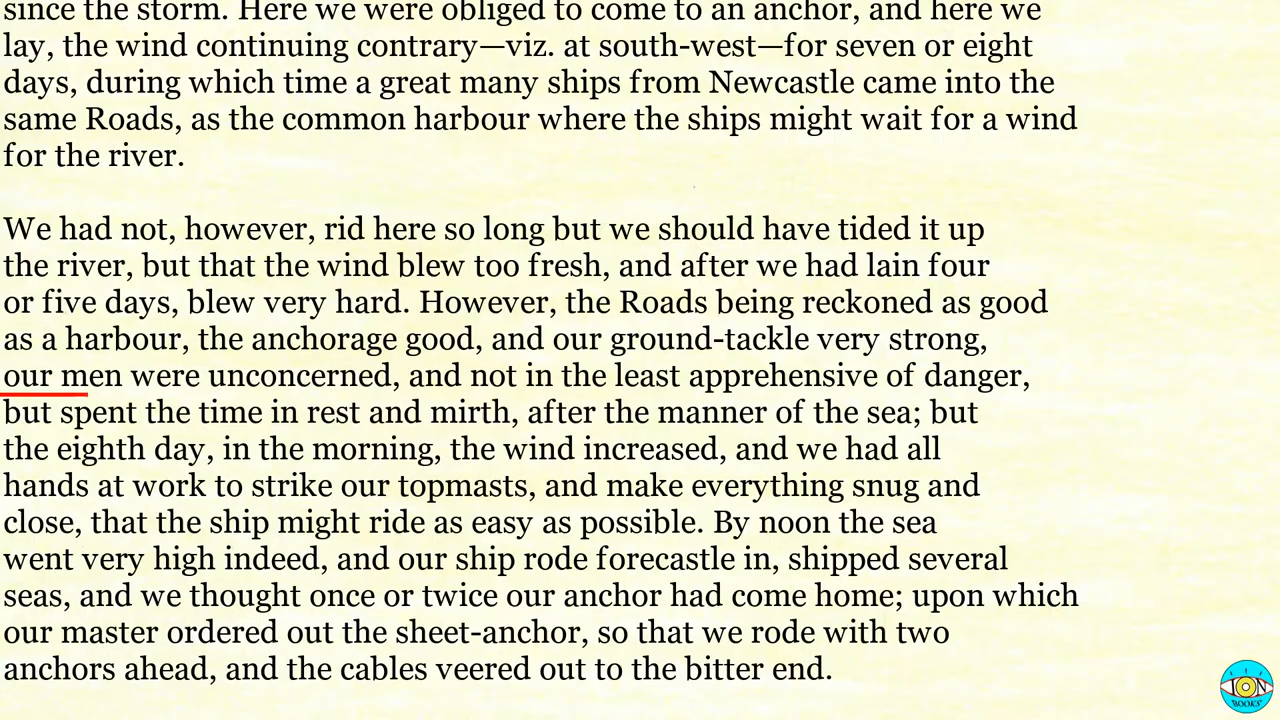 since the storm. Here we were obliged to come to an anchor, and here we
lay, the wind continuing contrary—viz. at south-west—for seven or eight
days, during which time a great many ships from Newcastle came into the
same Roads, as the common harbour where the ships might wait for a wind
for the river.
We had not, however, rid here so long but we should have tided it up
the river, but that the wind blew too fresh, and after we had lain four
or five days, blew very hard. However, the Roads being reckoned as good
as a harbour, the anchorage good, and our ground-tackle very strong,
our men were unconcerned, and not in the least apprehensive of danger,
but spent the time in rest and mirth, after the manner of the sea; but
the eighth day, in the morning, the wind increased, and we had all
hands at work to strike our topmasts, and make everything snug and
close, that the ship might ride as easy as possible. By noon the sea
went very high indeed, and our ship rode forecastle in, shipped several
seas, and we thought once or twice our anchor had come home; upon which
our master ordered out the sheet-anchor, so that we rode with two
anchors ahead, and the cables veered out to the bitter end.
ION
BOOKS